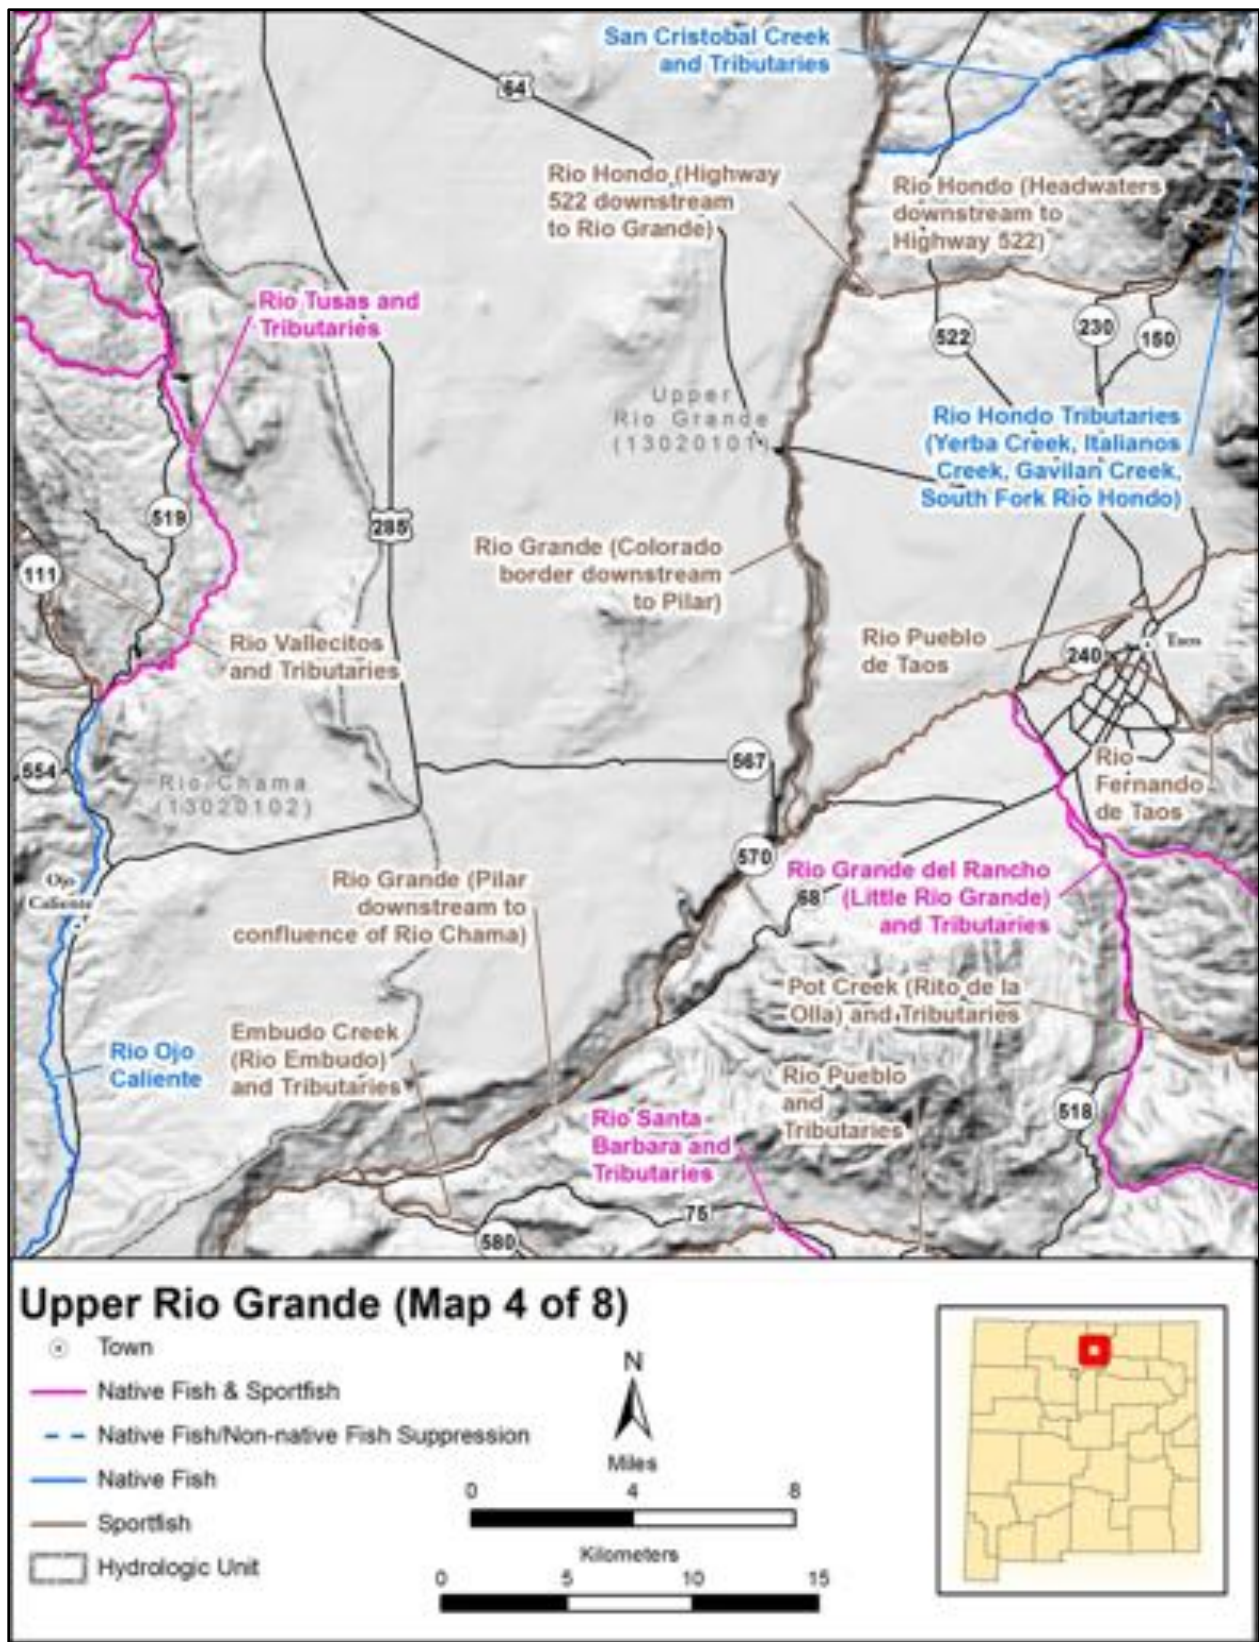 San Cristobal Creek
and Tributaries
64
Rio Hondo (Highway
522 downstream
to Rio Grande)
Rio Hondo (Headwaters
downstream to
Highway 522)
Rio Tusas and
Tributaries
522
230
150
Upper
Rio Grande
(13020101)
Rio Hondo Tributaries
(Yerba Creek, Italianos
Creek, Gavilan Creek,
South Fork Rio Hondo)
519
285
Rio Grande (Colorado
border downstream
to Pilar)
111
Rio Vallecitos
and Tributaries
Rio Pueblo
de Taos
240
Taos
554
Rio Chama
(13020102)
567
Rio
Fernando
de Taos
570
Ojo
Caliente
Rio Grande (Pilar
downstream to
confluence of Rio Chama)
68
Rio Grande del Rancho
(Little Rio Grande)
and Tributaries
Pot Creek (Rito de la
Olla) and Tributaries
Embudo Creek
(Rio Embudo)
and Tributaries
Rio Ojo
Caliente
Rio Pueblo
and
Tributaries
518
Rio Santa
Barbara and
Tributaries
75
580
Upper Rio Grande (Map 4 of 8)
Town
Native Fish & Sportfish
Native Fish/Non-native Fish Suppression
Native Fish
Sportfish
Hydrologic Unit
N
Miles
0 4 8
Kilometers
0 5 10 15